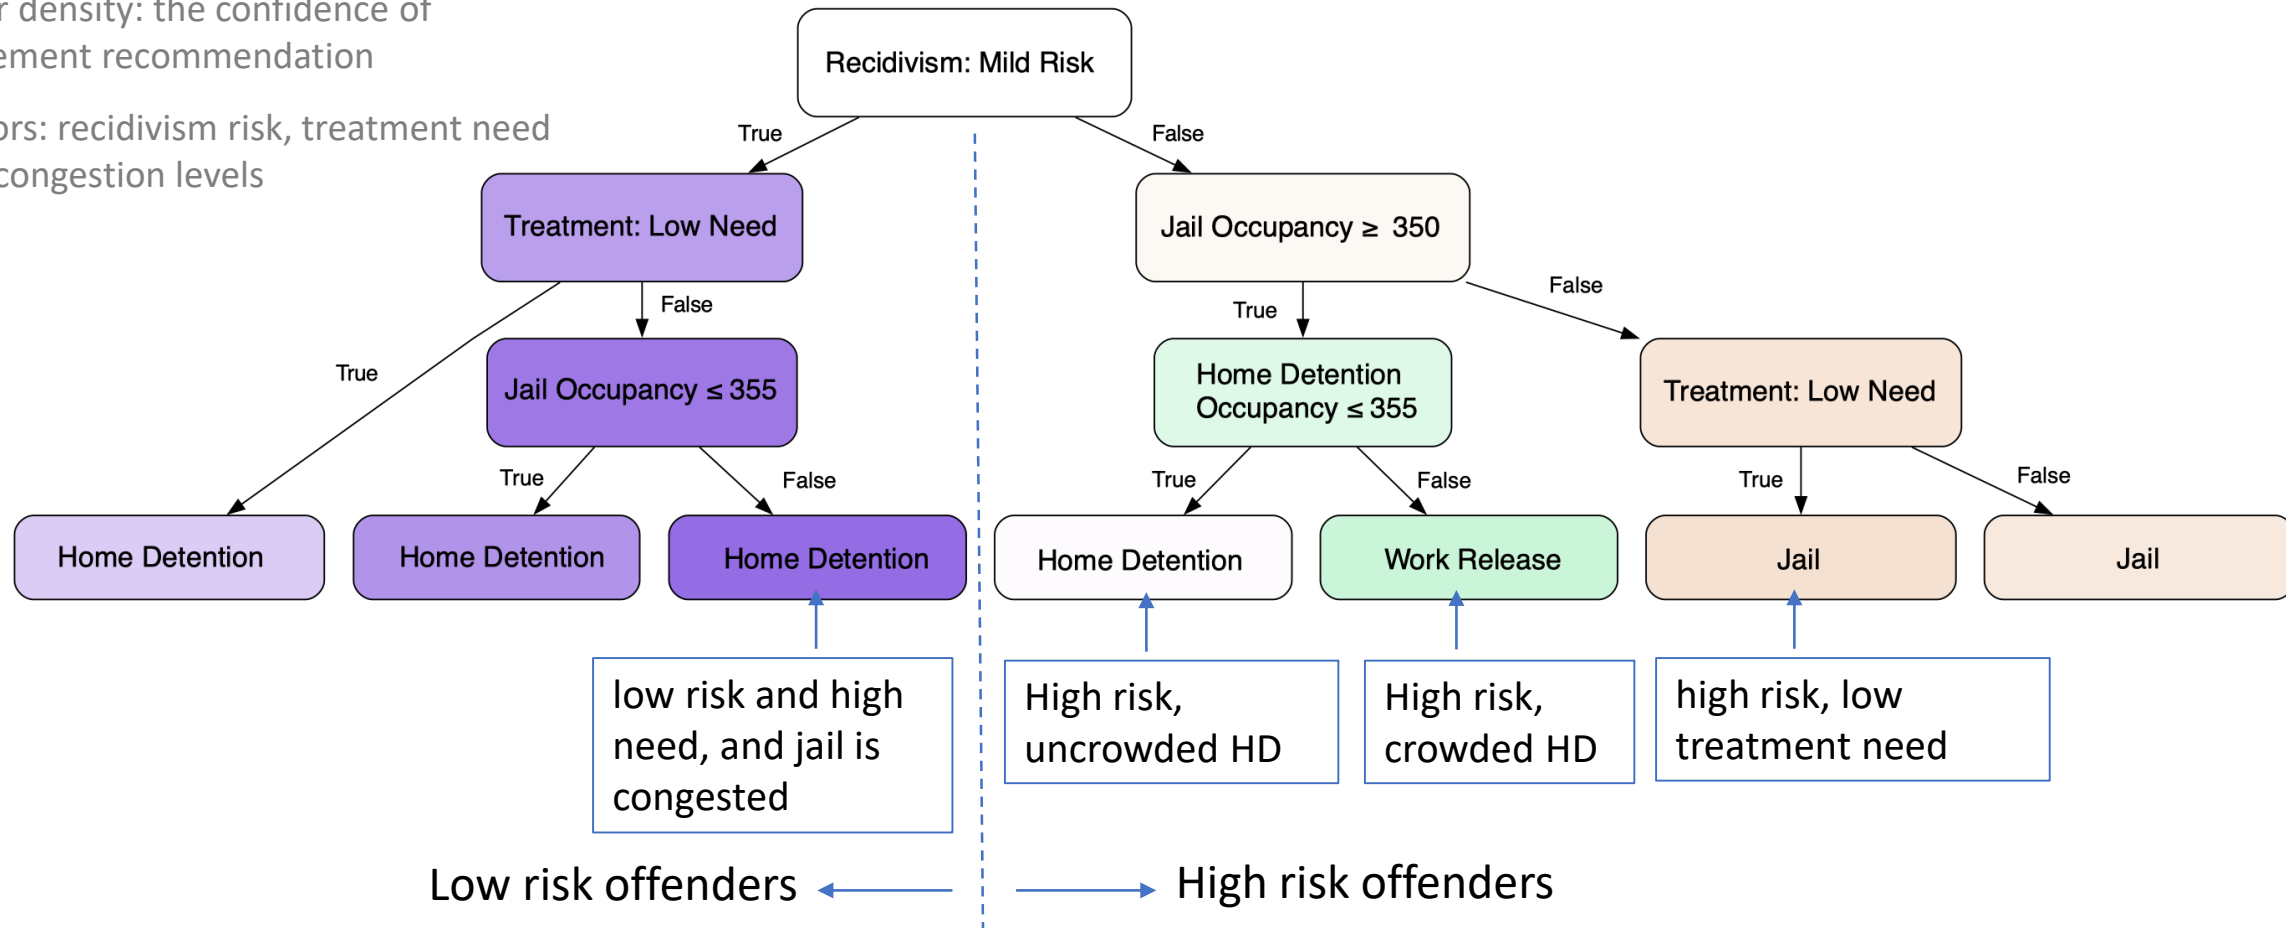 r density: the confidence of
ement recommendation
ors: recidivism risk, treatment need
congestion levels
Recidivism: Mild Risk
True
False
Treatment: Low Need
Jail Occupancy ≥ 350
True
False
True
False
Jail Occupancy ≤ 355
Home Detention
Occupancy ≤ 355
Treatment: Low Need
True
False
True
False
True
False
Home Detention
Home Detention
Home Detention
Home Detention
Work Release
Jail
Jail
low risk and high
need, and jail is
congested
High risk,
uncrowded HD
High risk,
crowded HD
high risk, low
treatment need
Low risk offenders
High risk offenders